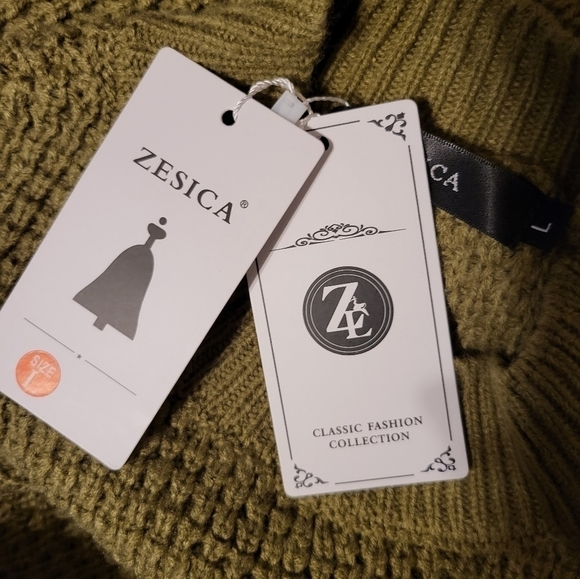 ZESICA®
SIZE
L
ZE
CLASSIC FASHION
COLLECTION
ICA
L